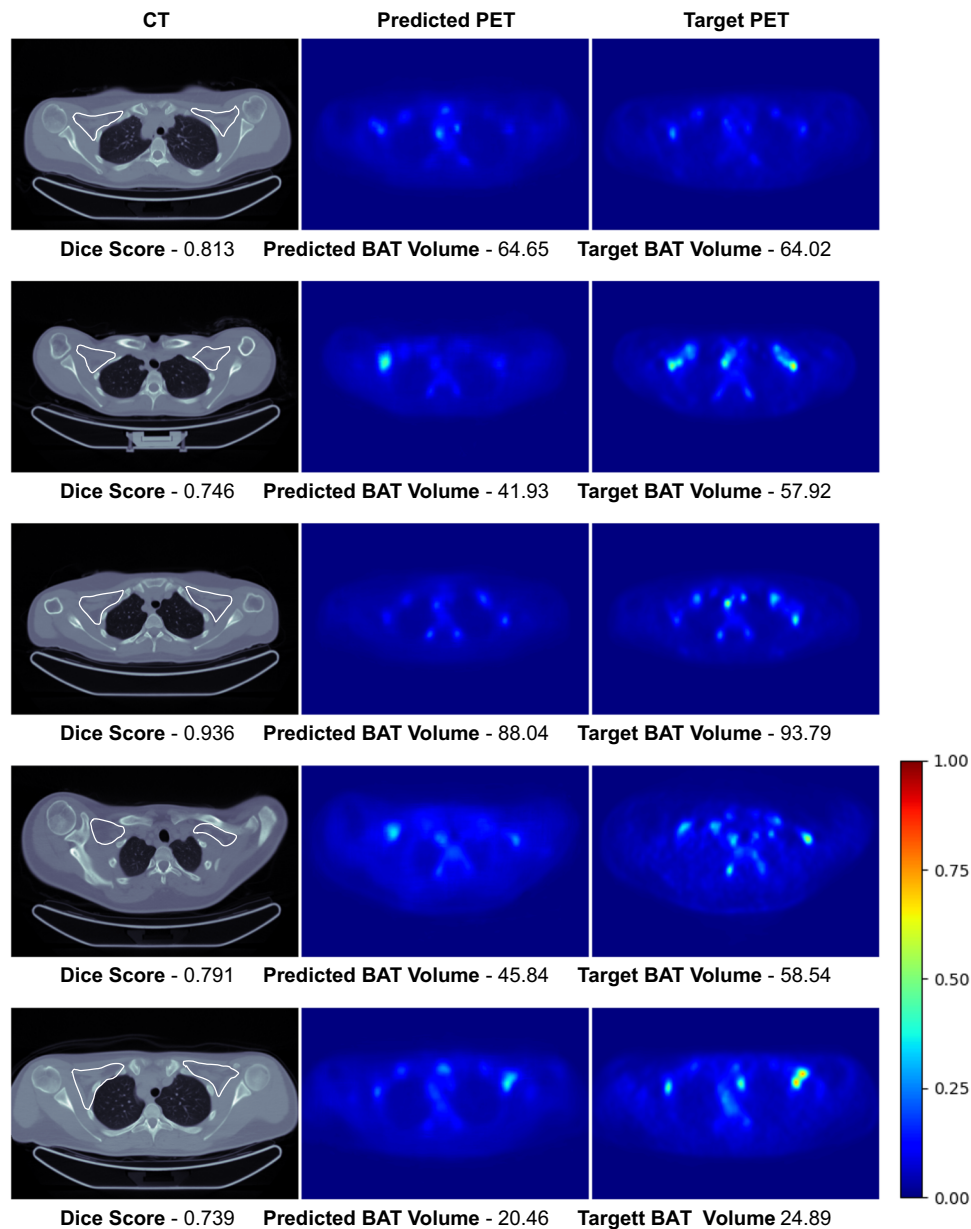 CT Predicted PET Target PET
Dice Score - 0.813 Predicted BAT Volume - 64.65 Target BAT Volume - 64.02
Dice Score - 0.746 Predicted BAT Volume - 41.93 Target BAT Volume - 57.92
Dice Score - 0.936 Predicted BAT Volume - 88.04 Target BAT Volume - 93.79
1.00
0.75
Dice Score - 0.791 Predicted BAT Volume - 45.84 Target BAT Volume - 58.54
0.50
0.25
0.00
Dice Score - 0.739 Predicted BAT Volume - 20.46 Targett BAT Volume 24.89